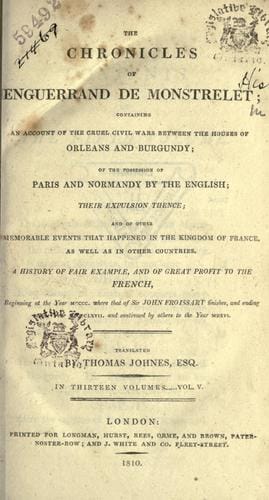 59492
THE
CHRONICLES
OF
ENGUERRAND DE MONSTRELET;
CONTAINING
AN ACCOUNT OF THE CRUEL CIVIL WARS BETWEEN THE HOUSES OF
ORLEANS AND BURGUNDY;
OF THE POSSESSION OF
PARIS AND NORMANDY BY THE ENGLISH;
THEIR EXPULSION THENCE;
AND OF OTHER
MEMORABLE EVENTS THAT HAPPENED IN THE KINGDOM OF FRANCE,
AS WELL AS IN OTHER COUNTRIES.
A HISTORY OF FAIR EXAMPLE, AND OF GREAT PROFIT TO THE
FRENCH,
Beginning at the Year MCCCC. where that of Sir JOHN FROISSART finishes, and ending
CCLXVII. and continued by others to the Year MDXVI.
TRANSLATED
BY THOMAS JOHNES, ESQ.
IN THIRTEEN VOLUMES......VOL. V.
LONDON:
PRINTED FOR LONGMAN, HURST, REES, ORME, AND BROWN, PATER-
NOSTER-ROW; AND J. WHITE AND CO. FLEET-STREET.
1810.